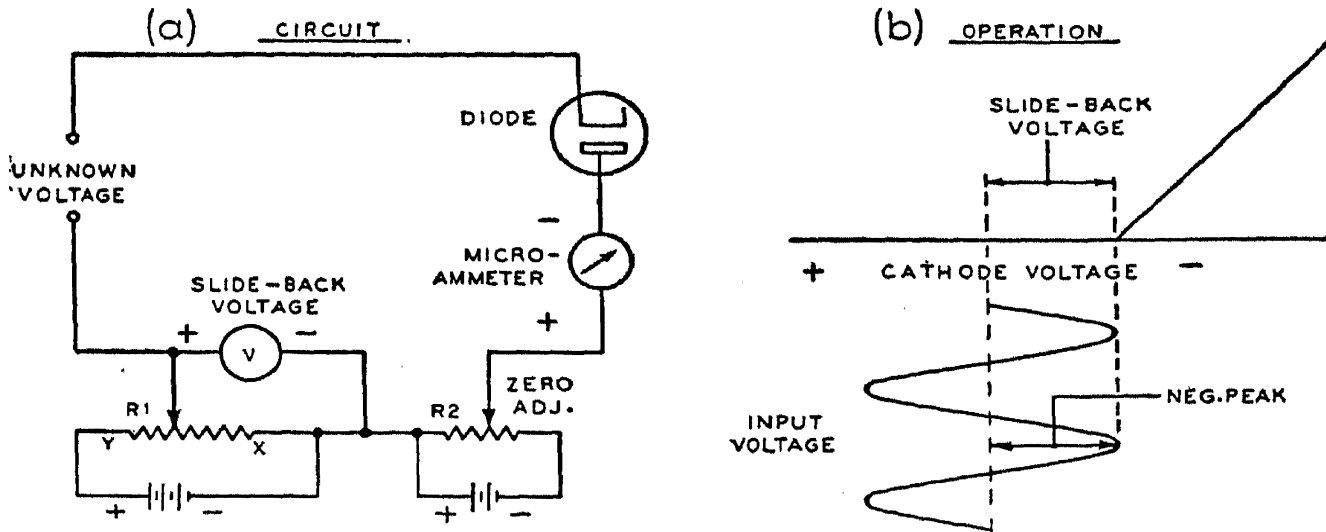 (a) CIRCUIT
DIODE
UNKNOWN
VOLTAGE
−
MICRO-
AMMETER
+
SLIDE-BACK
VOLTAGE
+ −
V
R1
Y X
R2
ZERO
ADJ.
+ −
+ −
(b) OPERATION
SLIDE-BACK
VOLTAGE
+ CATHODE VOLTAGE −
NEG. PEAK
INPUT
VOLTAGE